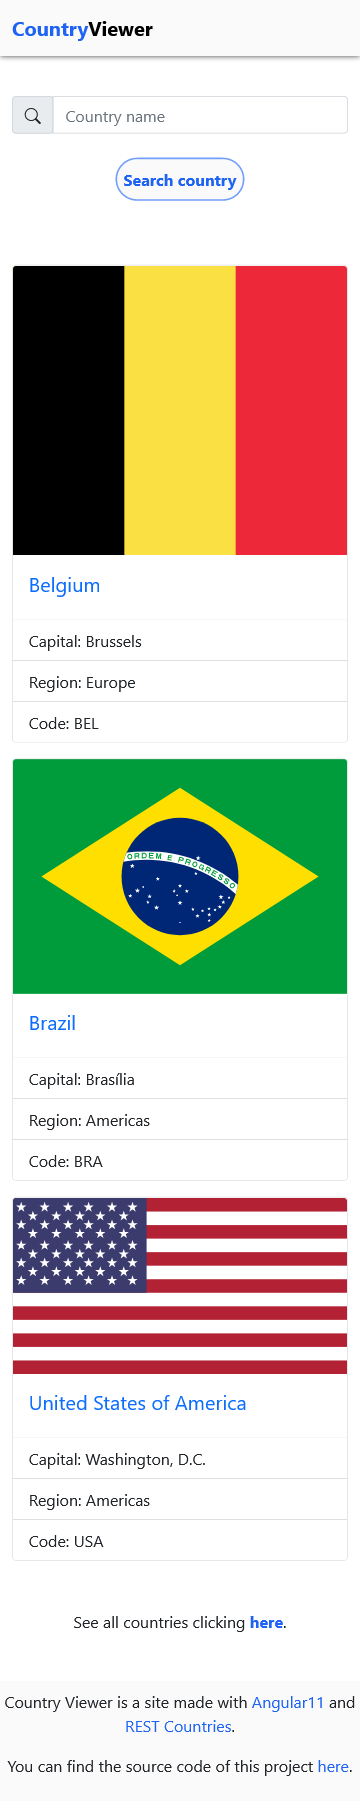 CountryViewer
Country name
Search country
Belgium
Capital: Brussels
Region: Europe
Code: BEL
ORDEM E PROGRESSO
Brazil
Capital: Brasília
Region: Americas
Code: BRA
United States of America
Capital: Washington, D.C.
Region: Americas
Code: USA
See all countries clicking here.
Country Viewer is a site made with Angular11 and
REST Countries.
You can find the source code of this project here.